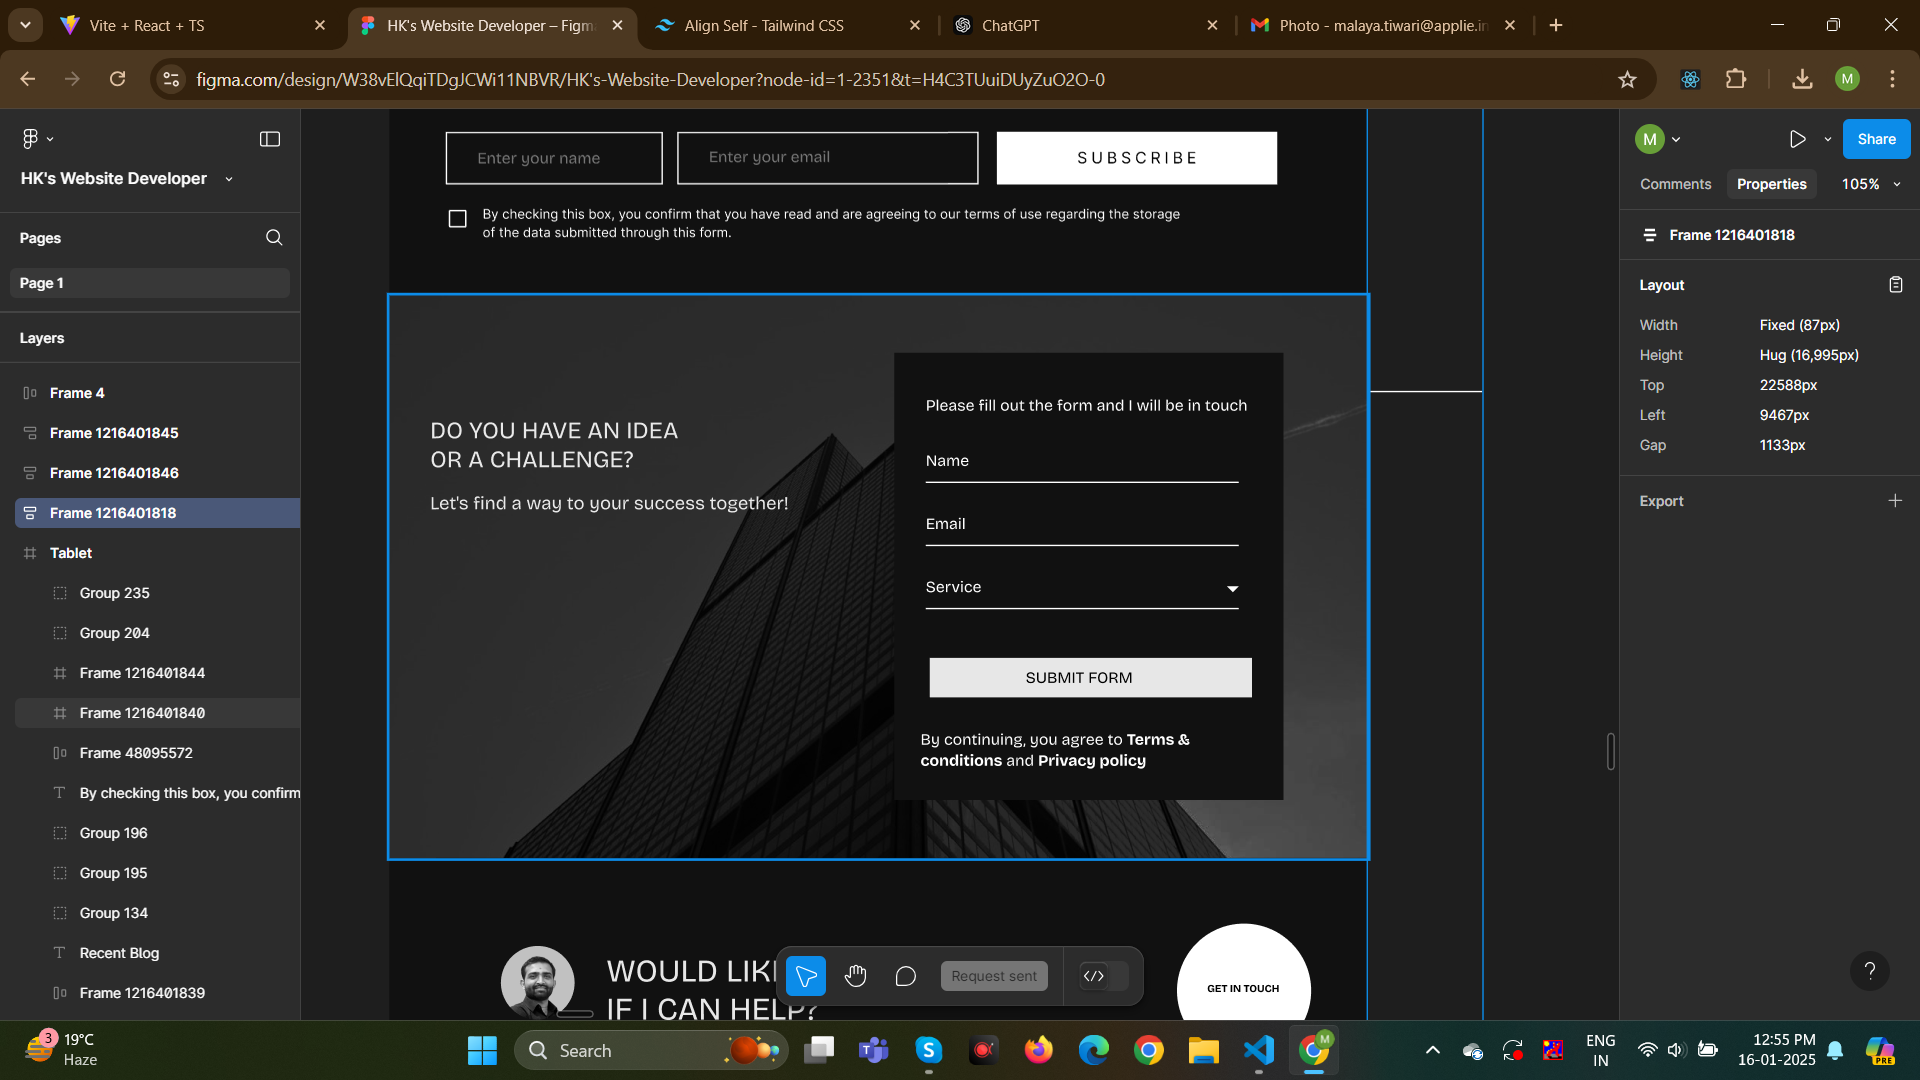 Vite + React + TS
HK's Website Developer – Figm
Align Self - Tailwind CSS
ChatGPT
Photo - malaya.tiwari@applie.in
figma.com/design/W38vElQqiTDgJCWi11NBVR/HK's-Website-Developer?node-id=1-2351&t=H4C3TUuiDUyZuO2O-0
M
HK's Website Developer
Pages
Page 1
Layers
Frame 4
Frame 1216401845
Frame 1216401846
Frame 1216401818
Tablet
Group 235
Group 204
Frame 1216401844
Frame 1216401840
Frame 48095572
By checking this box, you confirm
Group 196
Group 195
Group 134
Recent Blog
Frame 1216401839
Enter your name
Enter your email
SUBSCRIBE
By checking this box, you confirm that you have read and are agreeing to our terms of use regarding the storage
of the data submitted through this form.
DO YOU HAVE AN IDEA
OR A CHALLENGE?
Let's find a way to your success together!
Please fill out the form and I will be in touch
Name
Email
Service
SUBMIT FORM
By continuing, you agree to Terms &
conditions and Privacy policy
WOULD LIK
IF I CAN HELP?
GET IN TOUCH
Request sent
M
Share
Comments
Properties
105%
Frame 1216401818
Layout
Width
Fixed (87px)
Height
Hug (16,995px)
Top
22588px
Left
9467px
Gap
1133px
Export
?
3
19°C
Haze
Search
M
ENG
IN
12:55 PM
16-01-2025
PRE